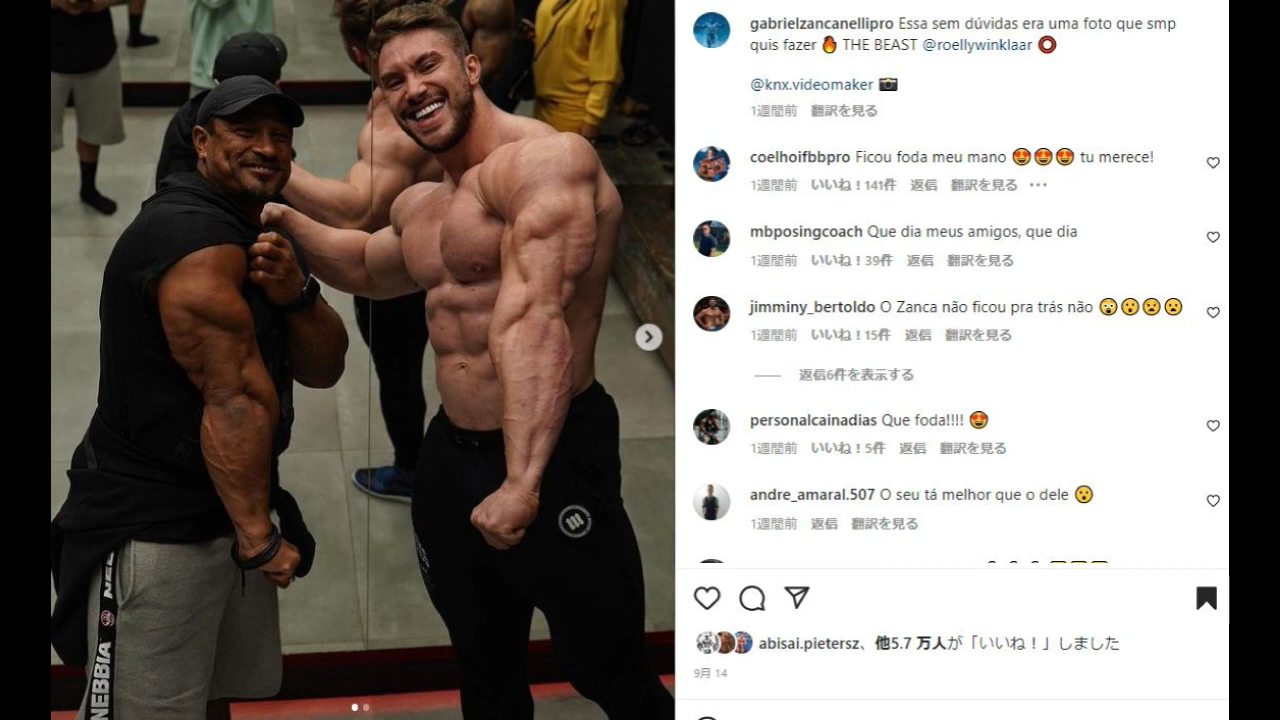 gabrielzancanellipro Essa sem dúvidas era uma foto que smp
quis fazer 🔥 THE BEAST @roellywinklaar ⭕
@knx.videomaker 📷
1週間前 翻訳を見る
coelhoifbbpro Ficou foda meu mano 😍😍😍 tu merece!
1週間前 いいね！141件 返信 翻訳を見る •••
mbposingcoach Que dia meus amigos, que dia
1週間前 いいね！39件 返信 翻訳を見る
jimminy_bertoldo O Zanca não ficou pra trás não 😲😯😧😦
1週間前 いいね！15件 返信 翻訳を見る
返信6件を表示する
personalcainadias Que foda!!!! 😍
1週間前 いいね！5件 返信 翻訳を見る
andre_amaral.507 O seu tá melhor que o dele 😯
1週間前 返信 翻訳を見る
abisai.pietersz、他5.7 万人が「いいね！」しました
9月 14
NEBBIA